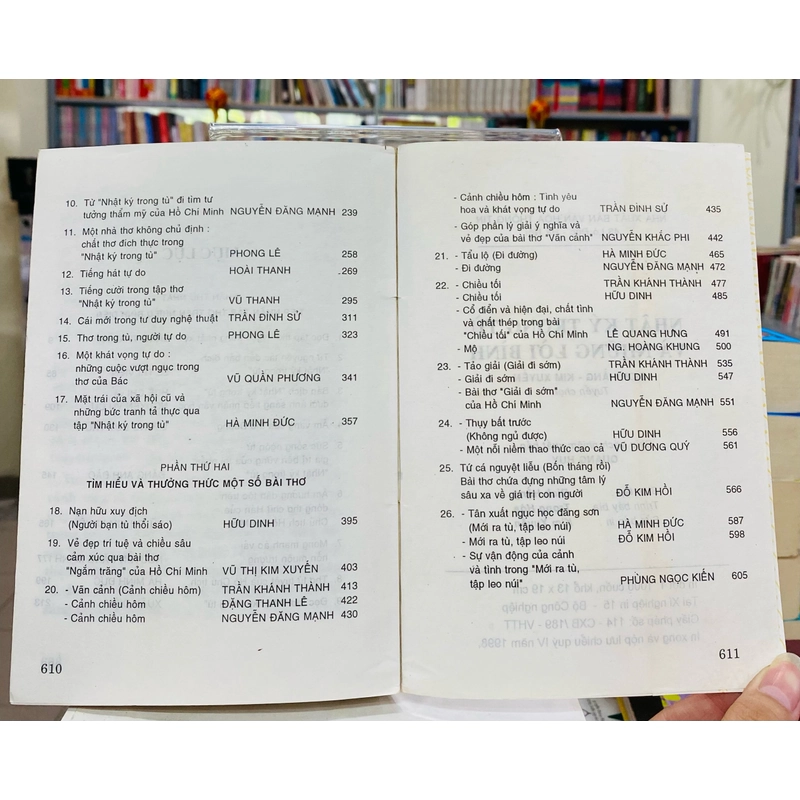 10. Từ "Nhật ký trong tù" đi tìm tư
tưởng thẩm mỹ của Hồ Chí Minh NGUYỄN ĐĂNG MẠNH 239
11. Một nhà thơ không chủ định :
chất thơ đích thực trong
"Nhật ký trong tù" PHONG LÊ 258
12. Tiếng hát tự do HOÀI THANH .269
13. Tiếng cười trong tập thơ
"Nhật ký trong tù" VŨ THANH 295
14. Cái mới trong tư duy nghệ thuật TRẦN ĐÌNH SỬ 311
15. Thơ trong tù, người tự do PHONG LÊ 323
16. Một khát vọng tự do :
những cuộc vượt ngục trong
thơ của Bác VŨ QUẦN PHƯƠNG 341
17. Mặt trái của xã hội cũ và
những bức tranh tả thực qua
tập "Nhật ký trong tù" HÀ MINH ĐỨC 357
PHẦN THỨ HAI
TÌM HIỂU VÀ THƯỞNG THỨC MỘT SỐ BÀI THƠ
18. Nạn hữu xuy địch
(Người bạn tù thổi sáo) HỮU DINH 395
19. Vẻ đẹp trí tuệ và chiều sâu
cảm xúc qua bài thơ
"Ngắm trăng" của Hồ Chí Minh VŨ THỊ KIM XUYẾN 403
20. - Văn cảnh (Cảnh chiều hôm) TRẦN KHÁNH THÀNH 413
- Cảnh chiều hôm ĐẶNG THANH LÊ 422
- Cảnh chiều hôm NGUYỄN ĐĂNG MẠNH 430
610
- Cảnh chiều hôm : Tình yêu
hoa và khát vọng tự do TRẦN ĐÌNH SỬ 435
- Góp phần lý giải ý nghĩa và
vẻ đẹp của bài thơ "Văn cảnh" NGUYỄN KHẮC PHI 442
21. - Tẩu lộ (Đi đường) HÀ MINH ĐỨC 465
- Đi đường NGUYỄN ĐĂNG MẠNH 472
22. - Chiều tối TRẦN KHÁNH THÀNH 477
- Chiều tối HỮU DINH 485
- Cổ điển và hiện đại, chất tình
và chất thép trong bài
"Chiều tối" của Hồ Chí Minh LÊ QUANG HƯNG 491
- Mộ NG. HOÀNG KHUNG 500
23. - Tảo giải (Giải đi sớm) TRẦN KHÁNH THÀNH 535
- Giải đi sớm HỮU DINH 547
- Bài thơ "Giải đi sớm"
của Hồ Chí Minh NGUYỄN ĐĂNG MẠNH 551
24. - Thụy bất trước
(Không ngủ được) HỮU DINH 556
- Một nỗi niềm thao thức cao cả VŨ DƯƠNG QUÝ 561
25. Tứ cá nguyệt liễu (Bốn tháng rồi)
Bài thơ chứa đựng những tâm lý
sâu xa về giá trị con người ĐỖ KIM HỒI 566
26. - Tân xuất ngục học đăng sơn
(Mới ra tù, tập leo núi) HÀ MINH ĐỨC 587
- Mới ra tù, tập leo núi ĐỖ KIM HỒI 598
- Sự vận động của cảnh
và tình trong "Mới ra tù,
tập leo núi" PHÙNG NGỌC KIẾN 605
611